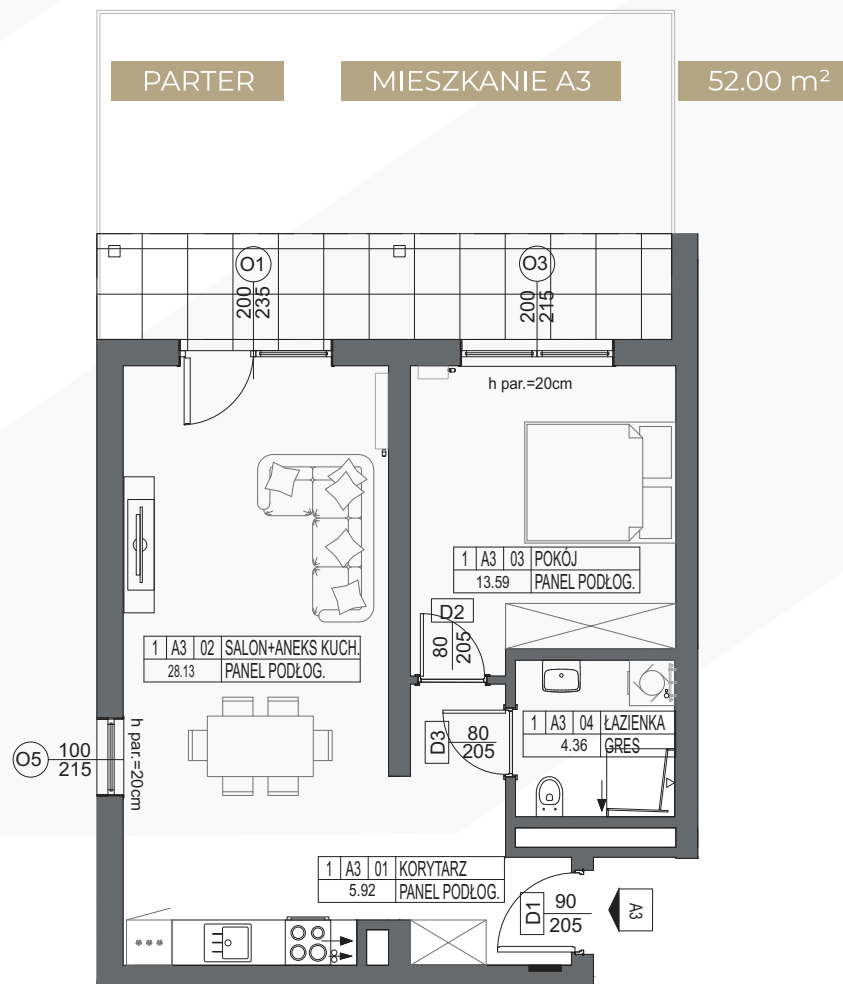 PARTER MIESZKANIE A3 52.00 m²
O1 200 235
O3 200 215
h par.=20cm
1 A3 03 POKÓJ
13.59 PANEL PODŁOG.
D2 80 205
1 A3 02 SALON+ANEKS KUCH.
28.13 PANEL PODŁOG.
D3 80 205
1 A3 04 ŁAZIENKA
4.36 GRES
O5 100 215
h par.=20cm
1 A3 01 KORYTARZ
5.92 PANEL PODŁOG.
D1 90 205
A3